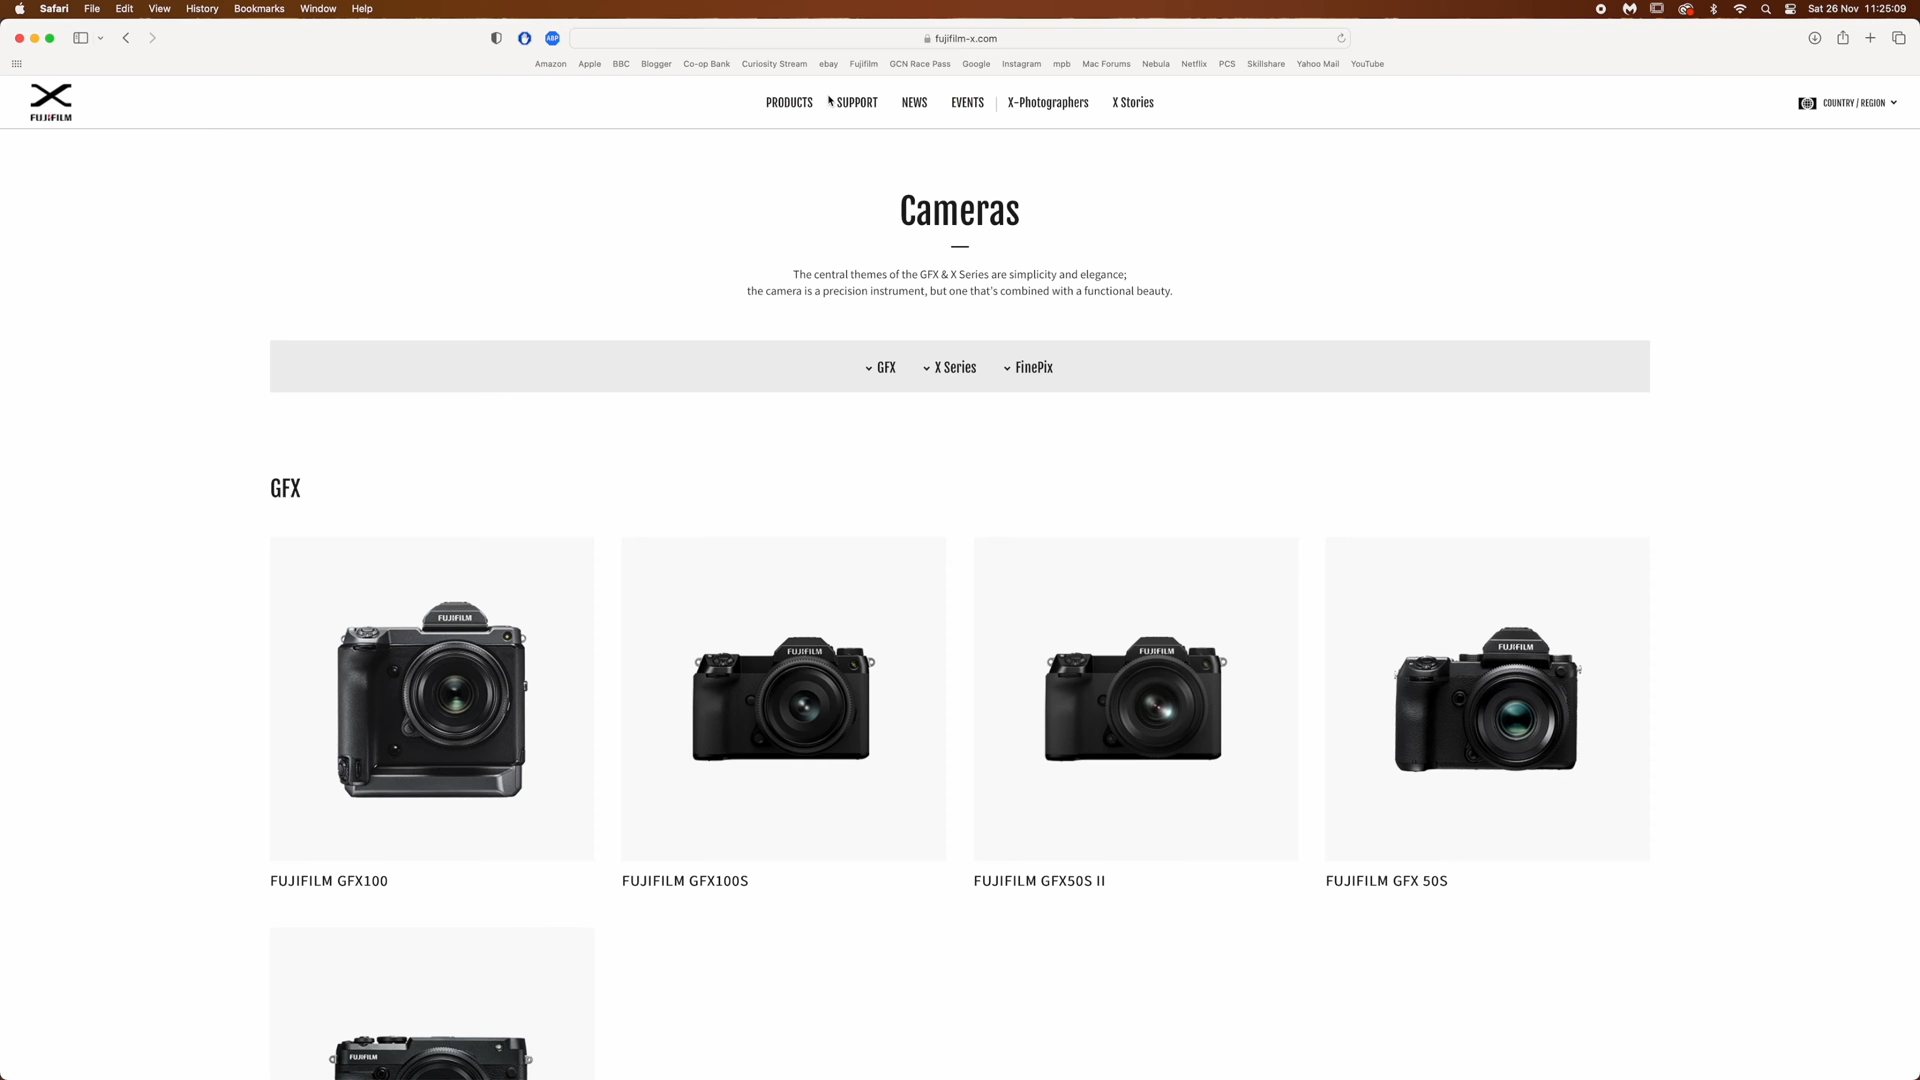 Safari File Edit View History Bookmarks Window Help Sat 26 Nov 11:25:09
ABP fujifilm-x.com
Amazon Apple BBC Blogger Co-op Bank Curiosity Stream ebay Fujifilm GCN Race Pass Google Instagram mpb Mac Forums Nebula Netflix PCS Skillshare Yahoo Mail YouTube
X
FUJIFILM
PRODUCTS SUPPORT NEWS EVENTS X-Photographers X Stories COUNTRY / REGION
Cameras
The central themes of the GFX & X Series are simplicity and elegance;
the camera is a precision instrument, but one that's combined with a functional beauty.
GFX X Series FinePix
GFX
FUJIFILM
FUJIFILM
FUJIFILM
FUJIFILM
FUJIFILM GFX100
FUJIFILM GFX100S
FUJIFILM GFX50S II
FUJIFILM GFX 50S
FUJIFILM